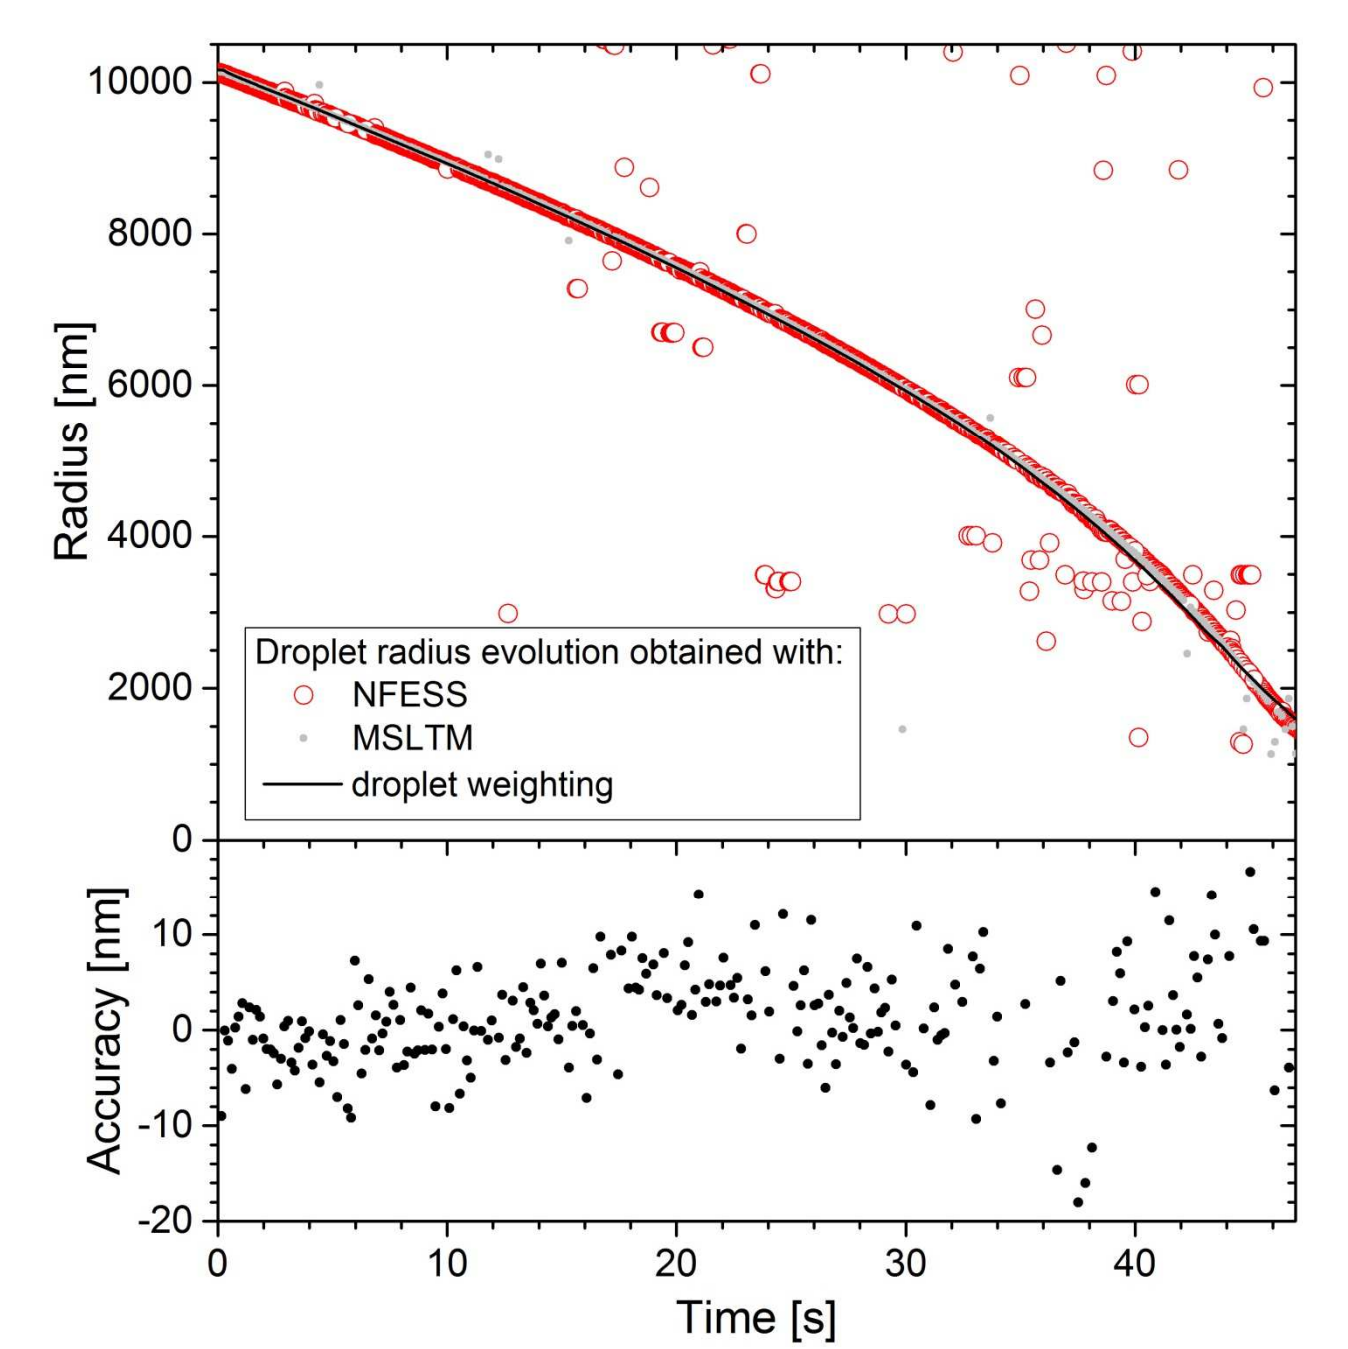 Radius [nm]
10000
8000
6000
4000
2000
0
Droplet radius evolution obtained with:
NFESS
MSLTM
droplet weighting
Accuracy [nm]
10
0
-10
-20
0 10 20 30 40
Time [s]